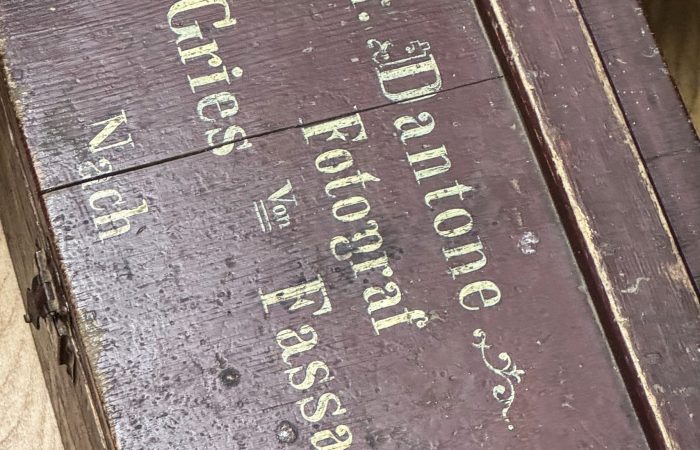 . Dantone
Fotograf
Gries Von Fassa
Nach